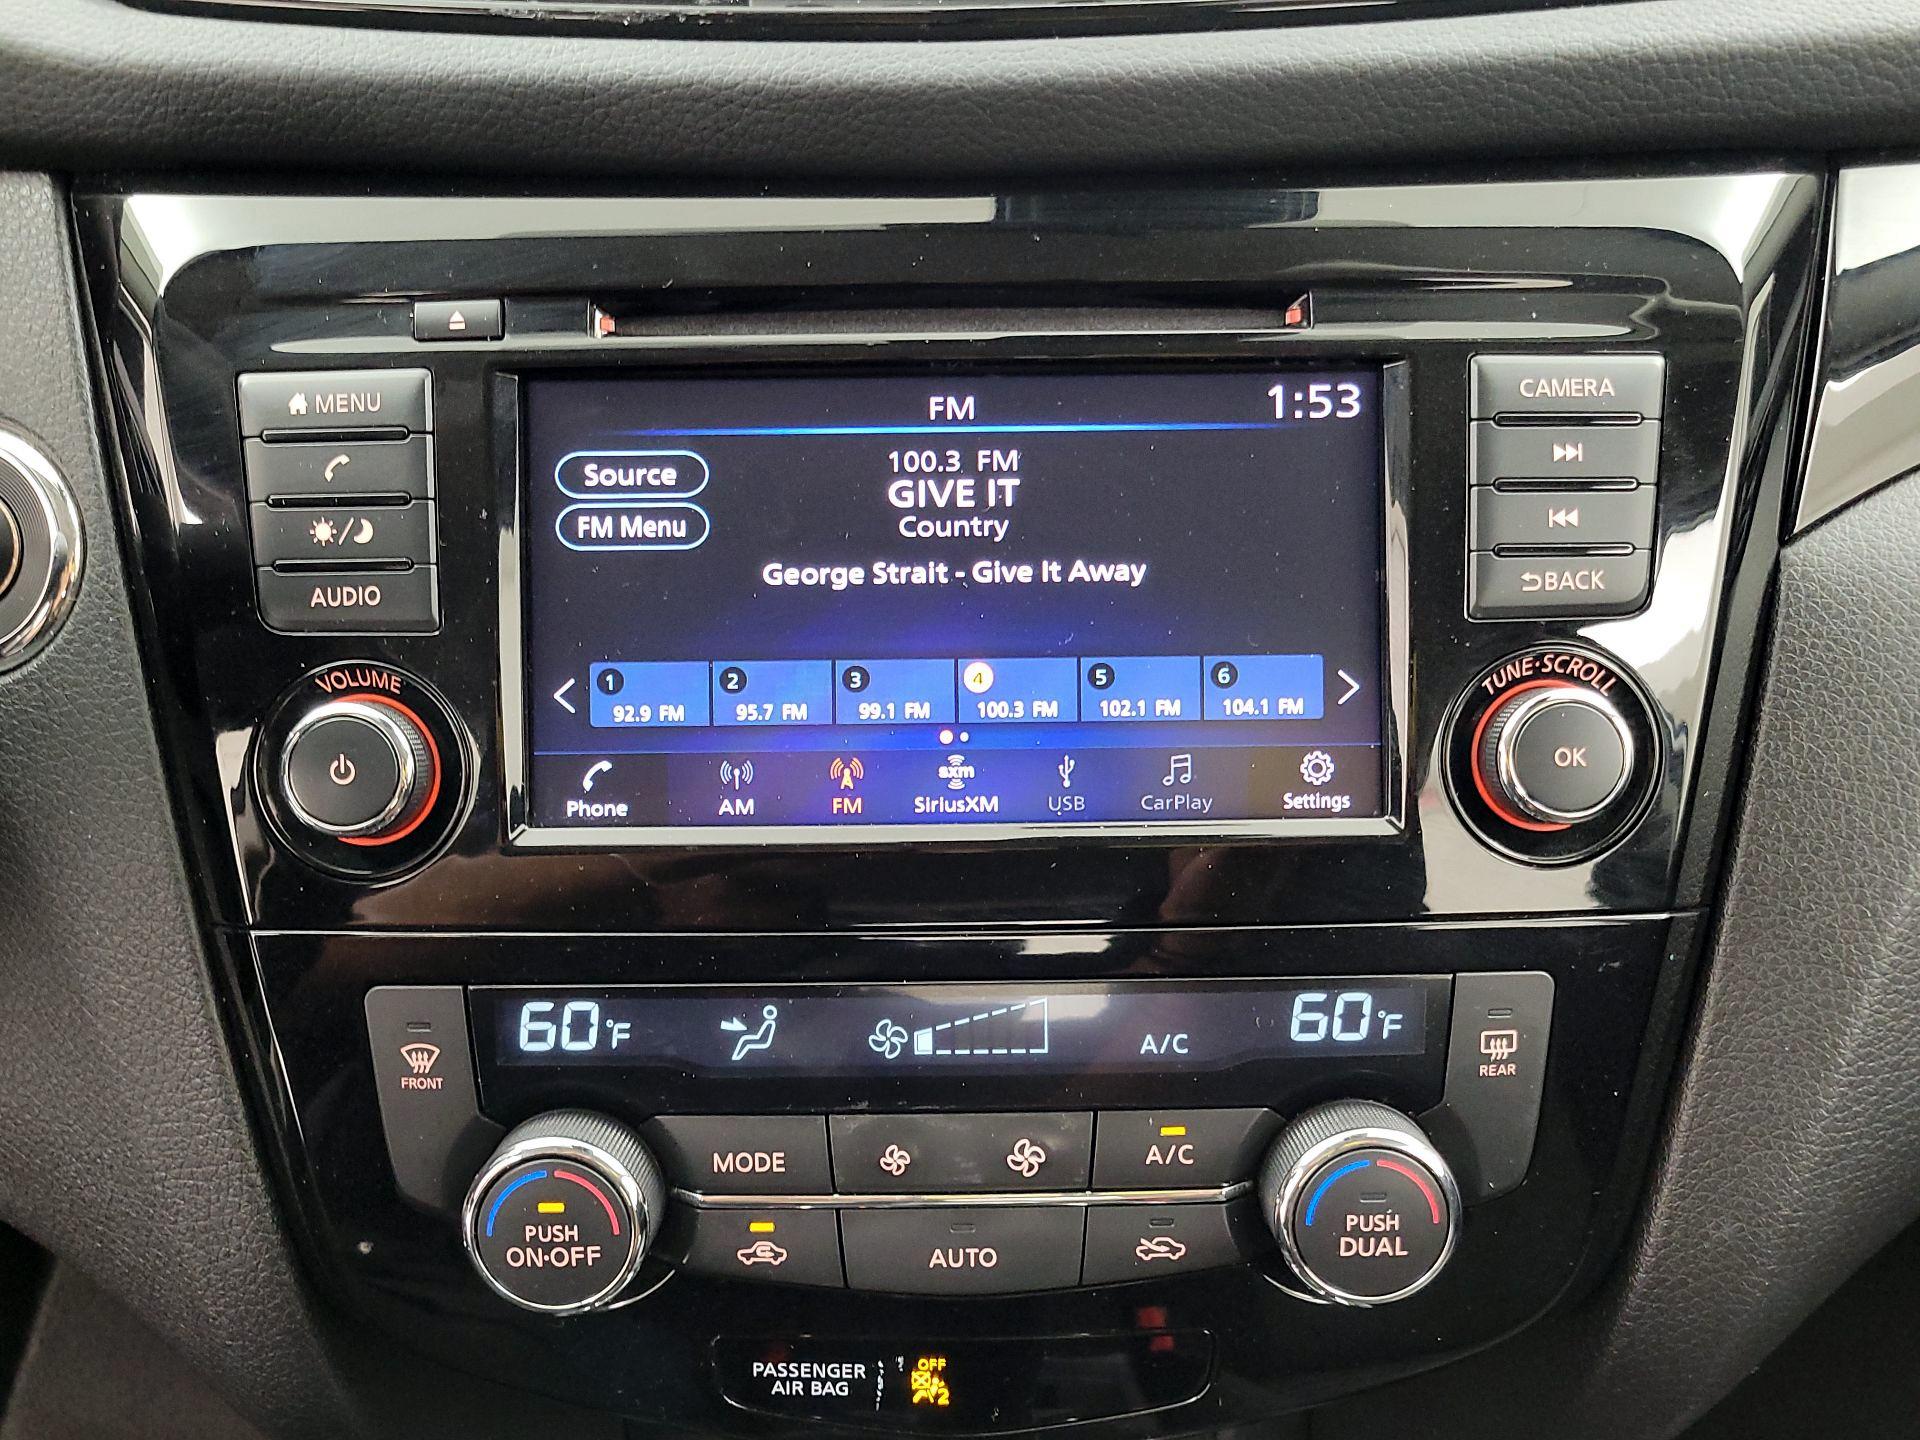 MENU
AUDIO
VOLUME
FM
1:53
Source
FM Menu
100.3 FM
GIVE IT
Country
George Strait - Give It Away
1
92.9 FM
2
95.7 FM
3
99.1 FM
4
100.3 FM
5
102.1 FM
6
104.1 FM
Phone
AM
FM
sxm
SiriusXM
USB
CarPlay
Settings
CAMERA
BACK
TUNE·SCROLL
OK
FRONT
60°F
A/C
60°F
REAR
MODE
A/C
PUSH
ON·OFF
AUTO
PUSH
DUAL
PASSENGER
AIR BAG
OFF
2